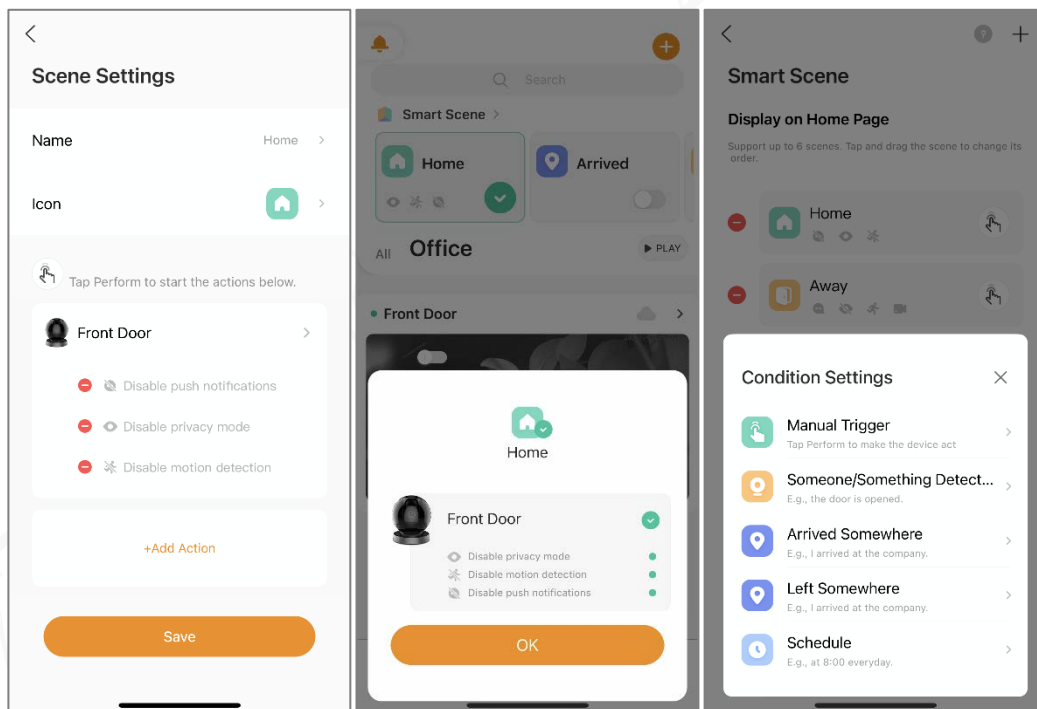 Scene Settings
Name
Home
Icon
Tap Perform to start the actions below.
Front Door
Disable push notifications
Disable privacy mode
Disable motion detection
+Add Action
Save
Search
Smart Scene
Home
Arrived
All
Office
PLAY
Front Door
Home
Front Door
Disable privacy mode
Disable motion detection
Disable push notifications
OK
?
Smart Scene
Display on Home Page
Support up to 6 scenes. Tap and drag the scene to change its
order.
Home
Away
Condition Settings
Manual Trigger
Tap Perform to make the device act
Someone/Something Detect...
E.g., the door is opened.
Arrived Somewhere
E.g., I arrived at the company.
Left Somewhere
E.g., I arrived at the company.
Schedule
E.g., at 8:00 everyday.